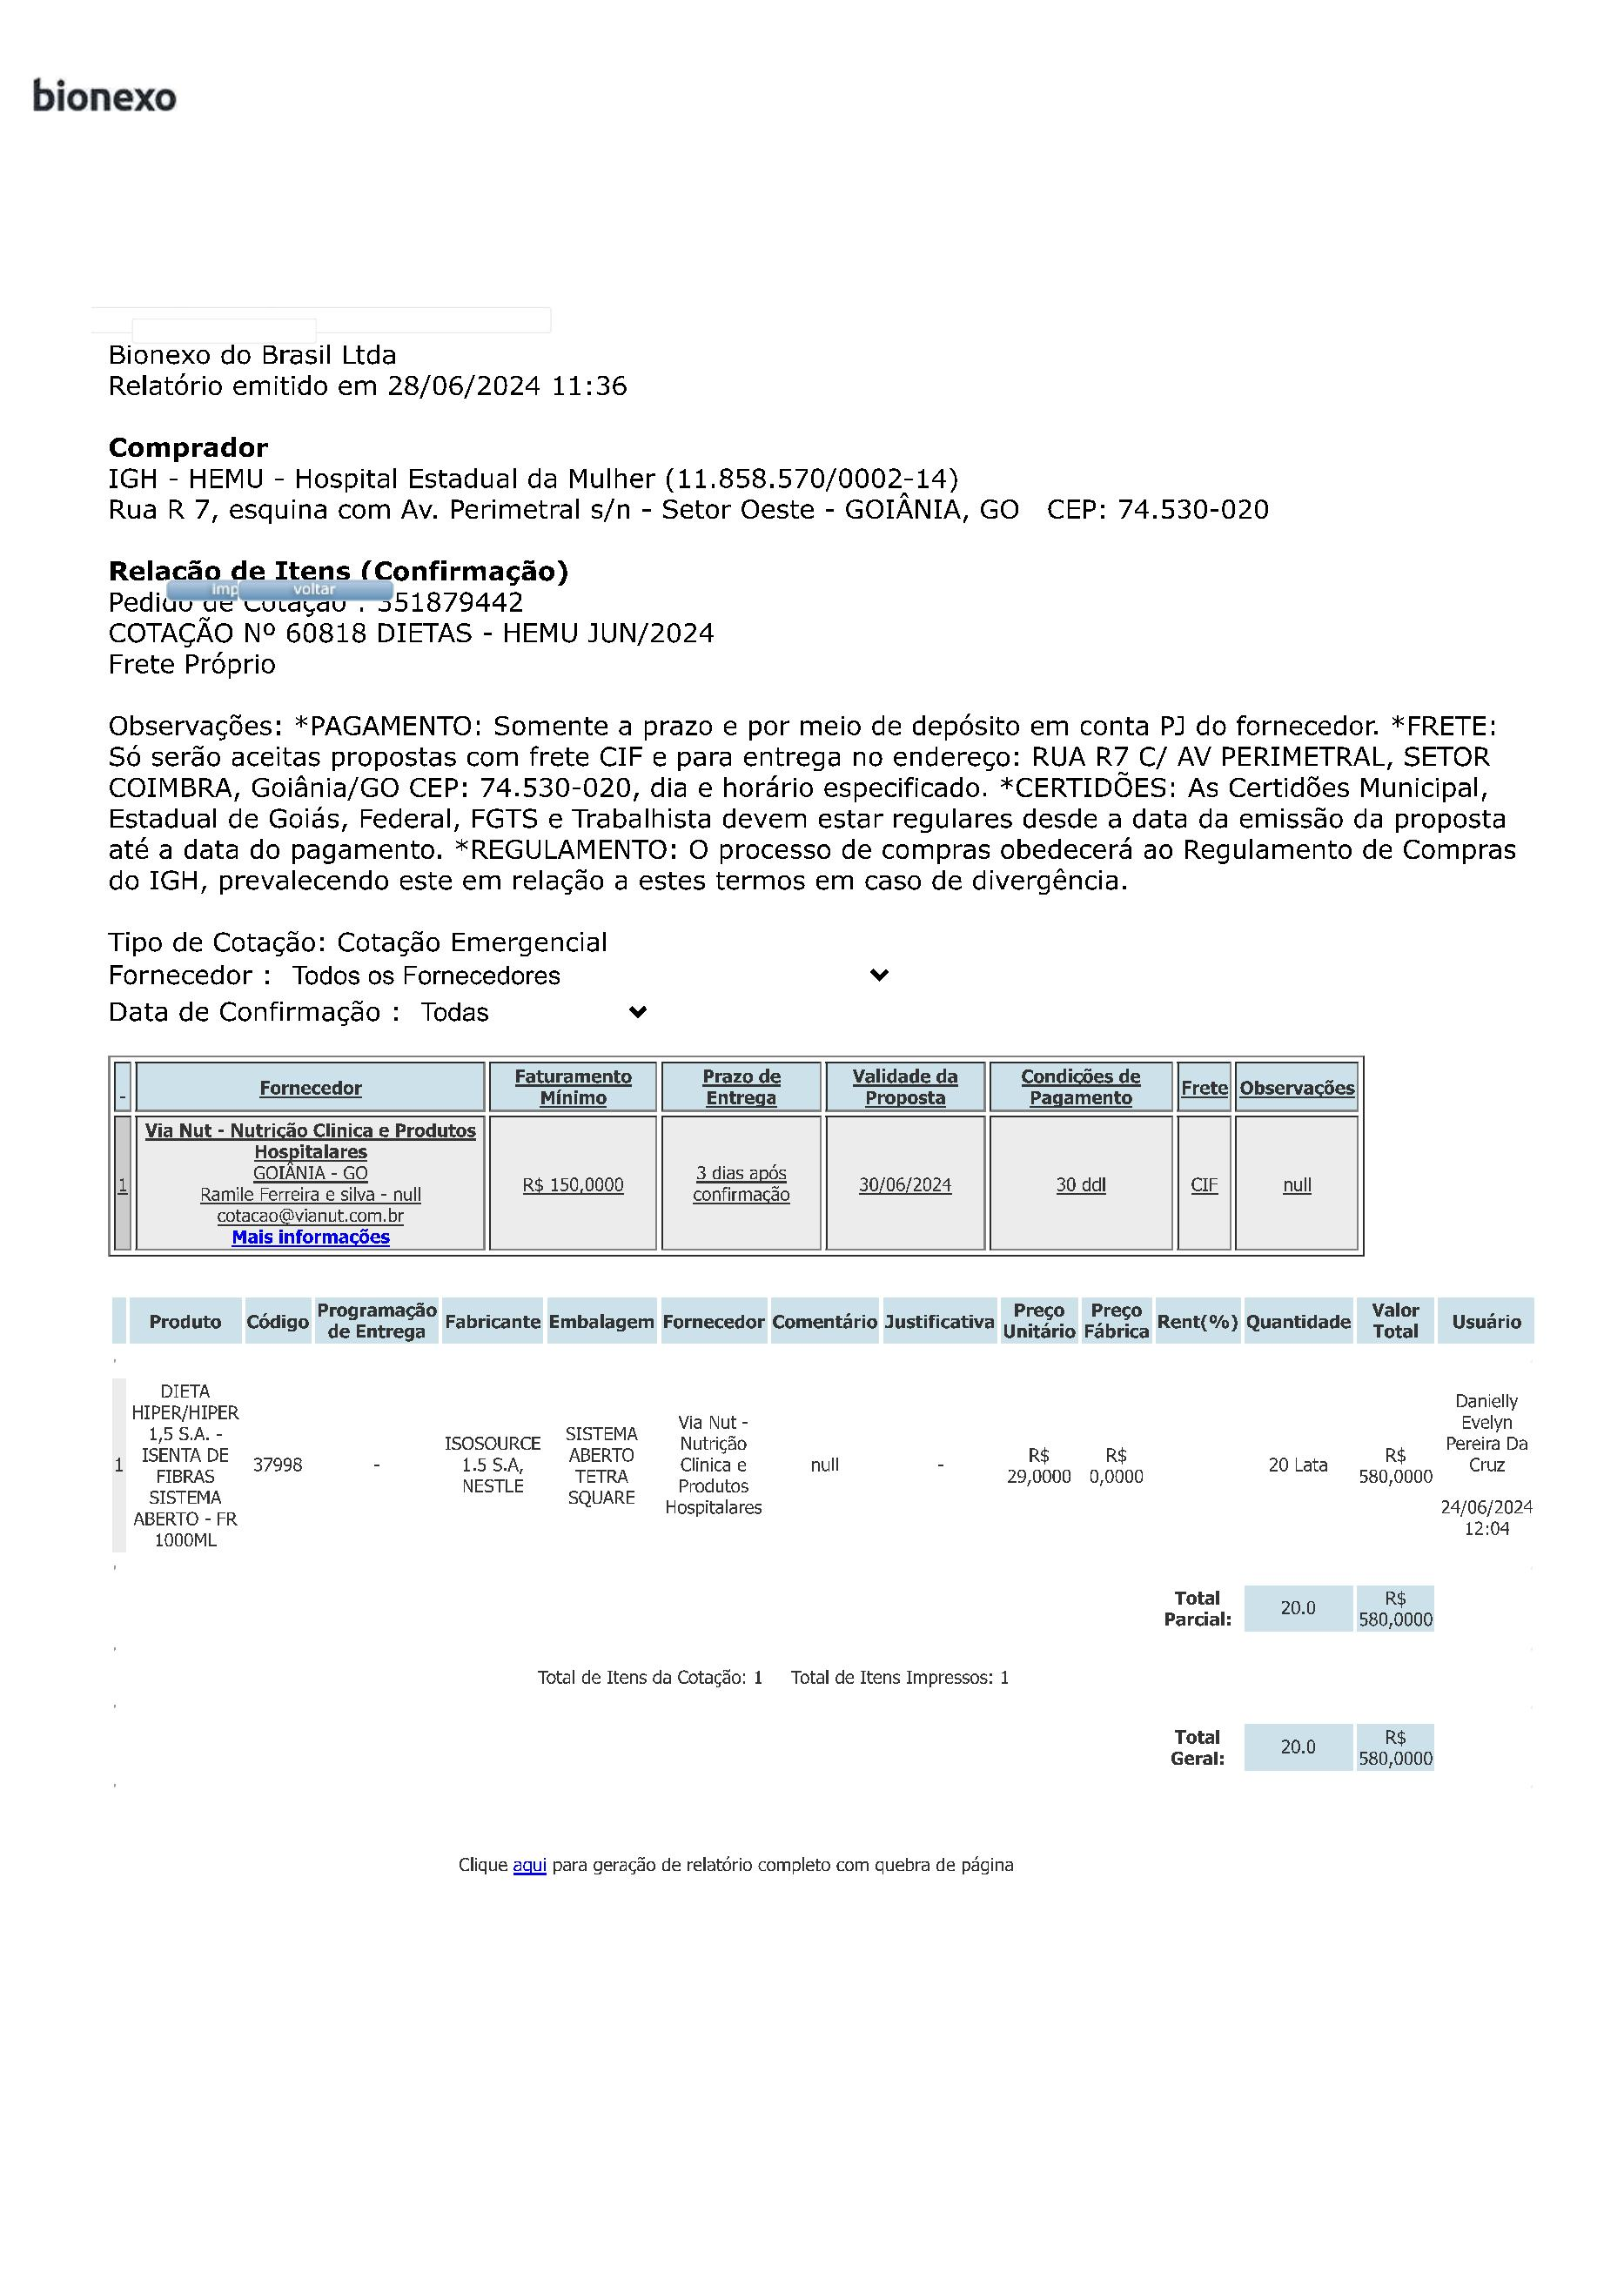 bionexo
Bionexo do Brasil Ltda
Relatório emitido em 28/06/2024 11:36
Comprador
IGH - HEMU - Hospital Estadual da Mulher (11.858.570/0002-14)
Rua R 7, esquina com Av. Perimetral s/n - Setor Oeste - GOIÂNIA, GO CEP: 74.530-020
Relação de Itens (Confirmação)
imp voltar
Pedido de Cotação : 351879442
COTAÇÃO Nº 60818 DIETAS - HEMU JUN/2024
Frete Próprio
Observações: *PAGAMENTO: Somente a prazo e por meio de depósito em conta PJ do fornecedor. *FRETE:
Só serão aceitas propostas com frete CIF e para entrega no endereço: RUA R7 C/ AV PERIMETRAL, SETOR
COIMBRA, Goiânia/GO CEP: 74.530-020, dia e horário especificado. *CERTIDÕES: As Certidões Municipal,
Estadual de Goiás, Federal, FGTS e Trabalhista devem estar regulares desde a data da emissão da proposta
até a data do pagamento. *REGULAMENTO: O processo de compras obedecerá ao Regulamento de Compras
do IGH, prevalecendo este em relação a estes termos em caso de divergência.
Tipo de Cotação: Cotação Emergencial
Fornecedor : Todos os Fornecedores
Data de Confirmação : Todas
Fornecedor
Faturamento
Mínimo
Prazo de
Entrega
Validade da
Proposta
Condições de
Pagamento
Frete
Observações
1
Via Nut - Nutrição Clinica e Produtos
Hospitalares
GOIÂNIA - GO
Ramile Ferreira e silva - null
cotacao@vianut.com.br
Mais informações
R$ 150,0000
3 dias após
confirmação
30/06/2024
30 ddl
CIF
null
Produto
Código
Programação
de Entrega
Fabricante
Embalagem
Fornecedor
Comentário
Justificativa
Preço
Unitário
Preço
Fábrica
Rent(%)
Quantidade
Valor
Total
Usuário
1
DIETA
HIPER/HIPER
1,5 S.A. -
ISENTA DE
FIBRAS
SISTEMA
ABERTO - FR
1000ML
37998
-
ISOSOURCE
1.5 S.A,
NESTLE
SISTEMA
ABERTO
TETRA
SQUARE
Via Nut -
Nutrição
Clinica e
Produtos
Hospitalares
null
-
R$
29,0000
R$
0,0000
20 Lata
R$
580,0000
Danielly
Evelyn
Pereira Da
Cruz
24/06/2024
12:04
Total
Parcial:
20.0
R$
580,0000
Total de Itens da Cotação: 1 Total de Itens Impressos: 1
Total
Geral:
20.0
R$
580,0000
Clique aqui para geração de relatório completo com quebra de página